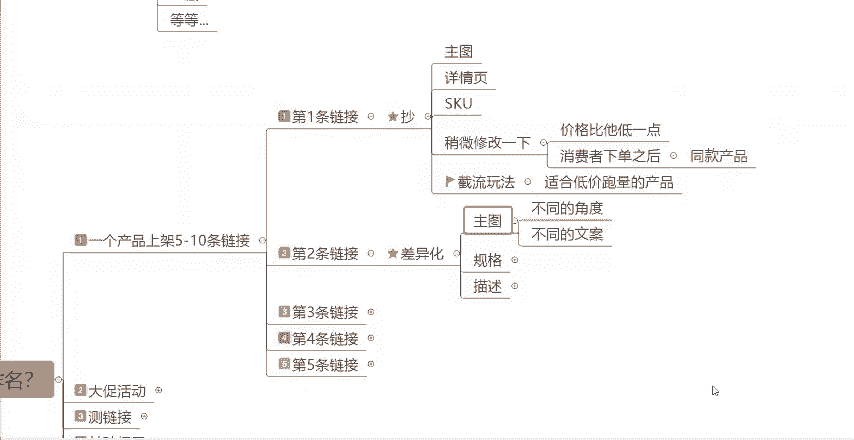 等等...
主图
详情页
SKU
1 第1条链接 抄
稍微修改一下
价格比他低一点
消费者下单之后 同款产品
截流玩法 适合低价跑量的产品
1 一个产品上架5-10条链接
2 第2条链接 差异化
主图
不同的角度
不同的文案
规格
描述
3 第3条链接
4 第4条链接
5 第5条链接
名?
2 大促活动
3 测链接